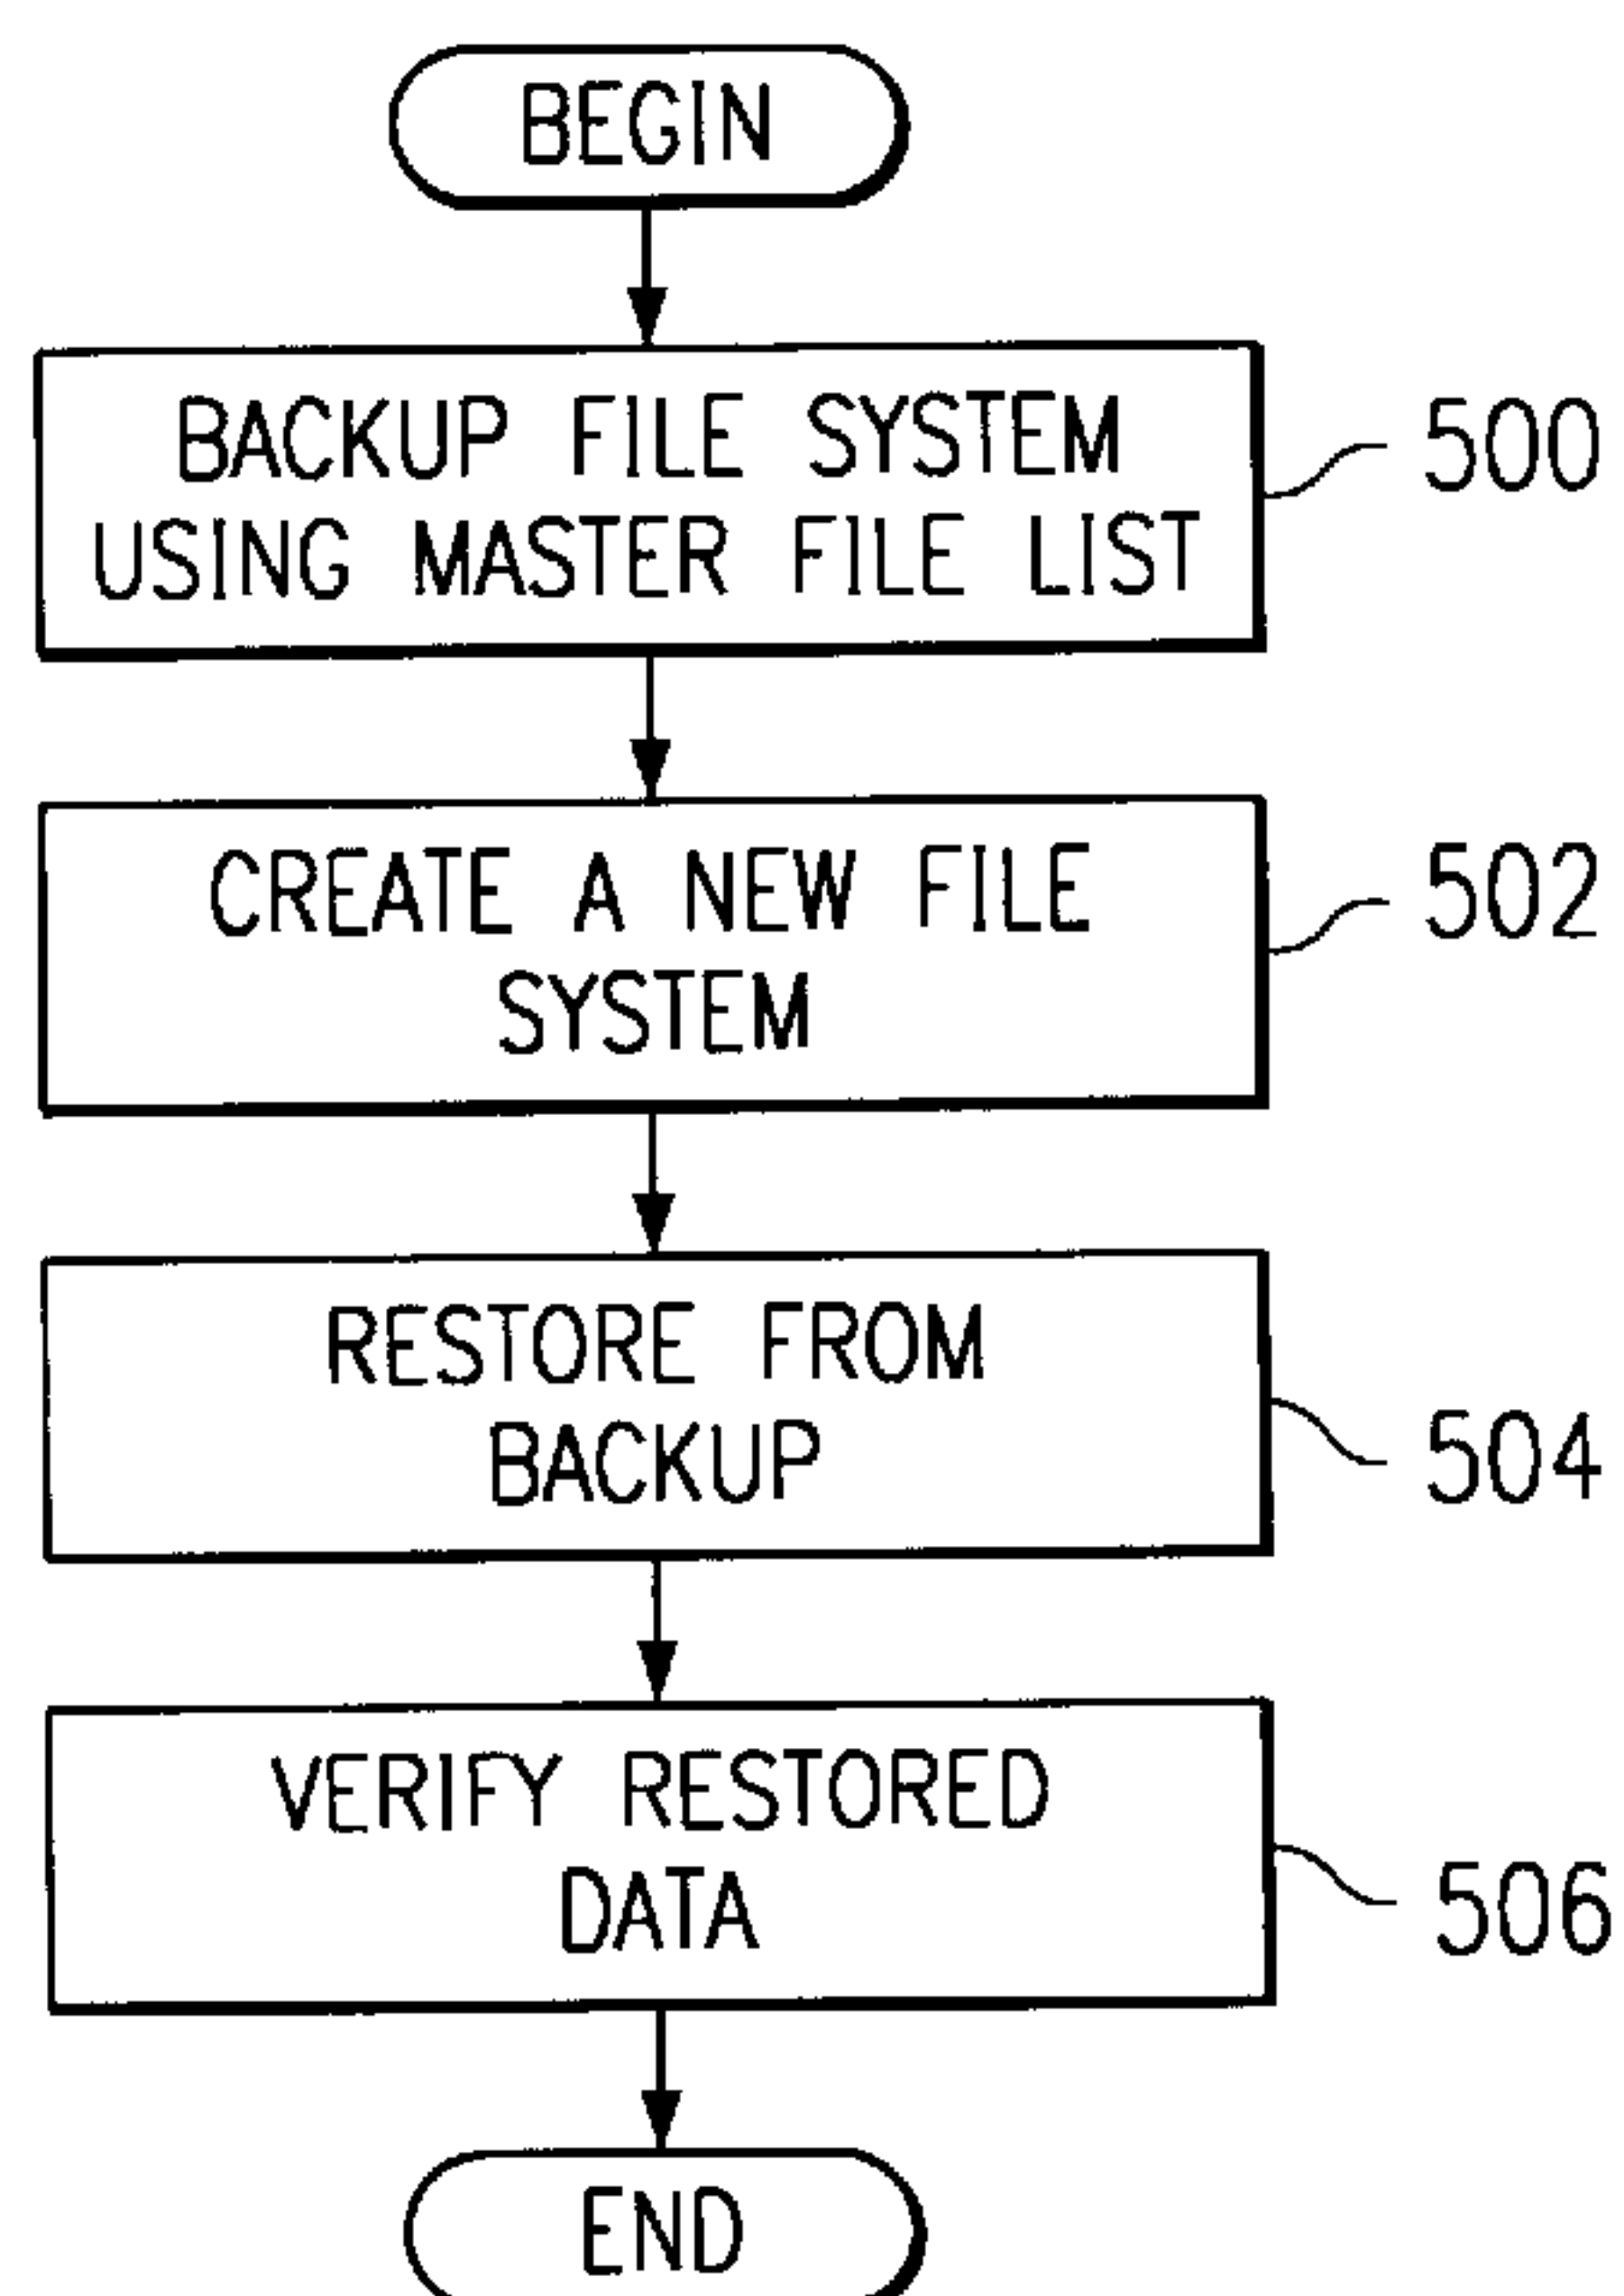 BEGIN
BACKUP FILE SYSTEM
USING MASTER FILE LIST
500
CREATE A NEW FILE
SYSTEM
502
RESTORE FROM
BACKUP
504
VERIFY RESTORED
DATA
506
END